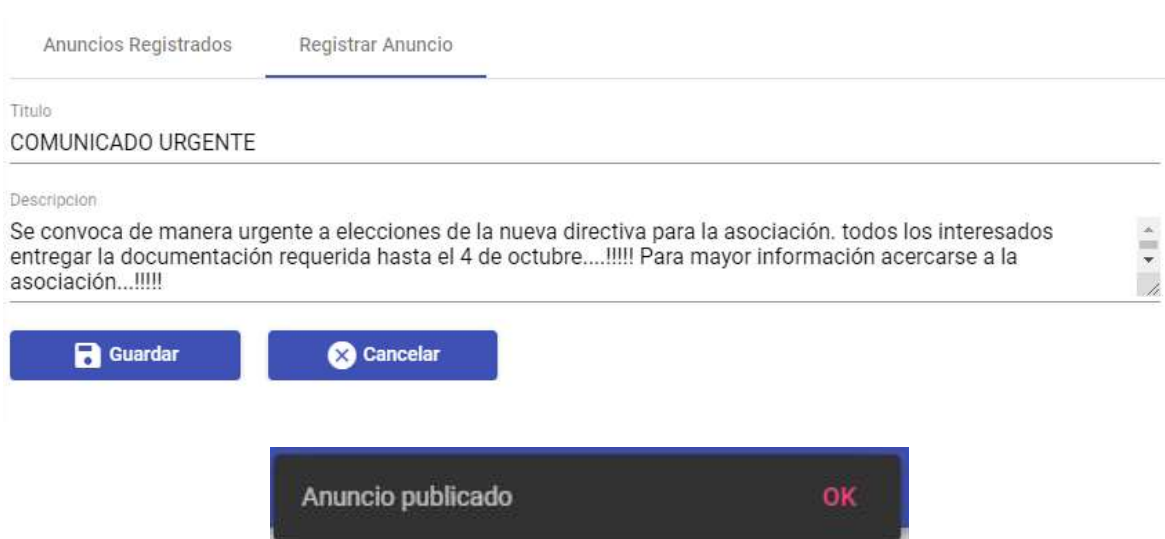 Anuncios Registrados Registrar Anuncio
Titulo
COMUNICADO URGENTE
Descripcion
Se convoca de manera urgente a elecciones de la nueva directiva para la asociación. todos los interesados
entregar la documentación requerida hasta el 4 de octubre....!!!!! Para mayor información acercarse a la
asociación...!!!!!
Guardar Cancelar
Anuncio publicado OK